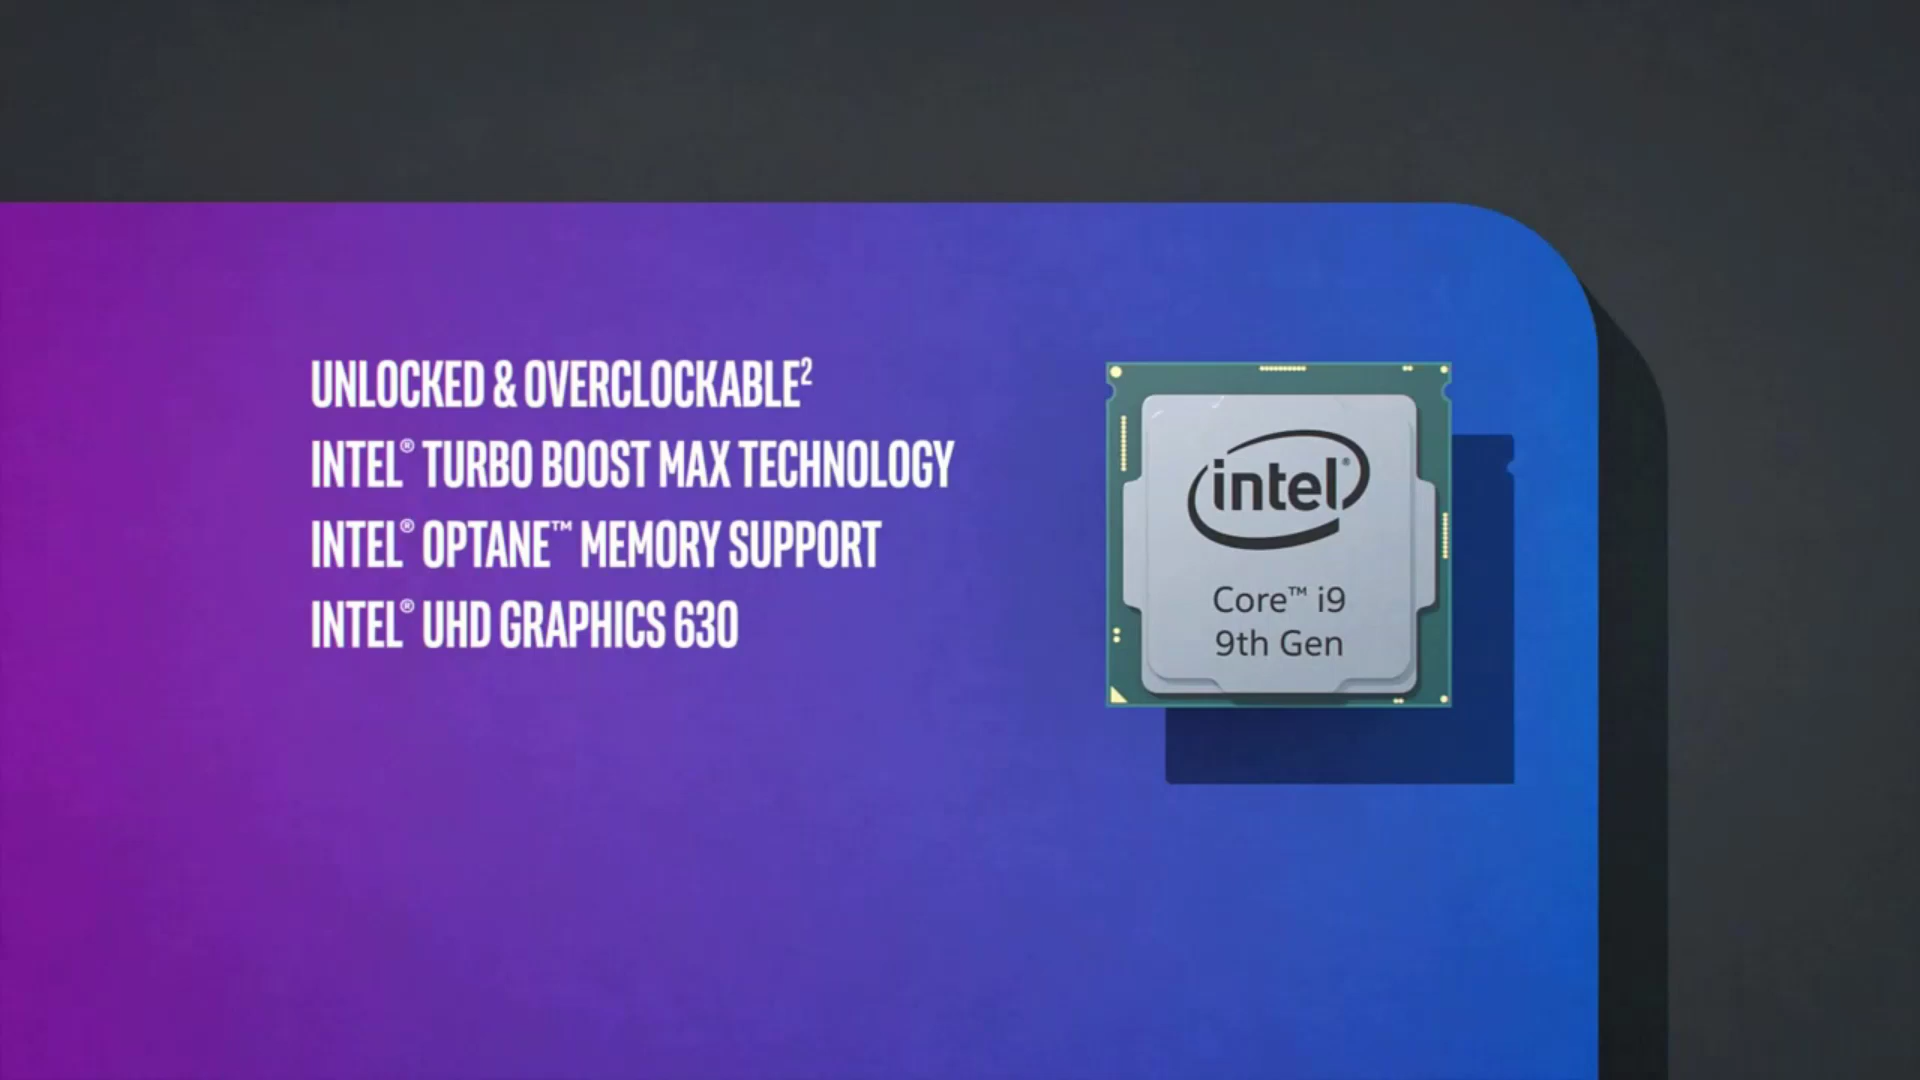 UNLOCKED & OVERCLOCKABLE²
INTEL® TURBO BOOST MAX TECHNOLOGY
INTEL® OPTANE™ MEMORY SUPPORT
INTEL® UHD GRAPHICS 630
intel®
Core™ i9
9th Gen